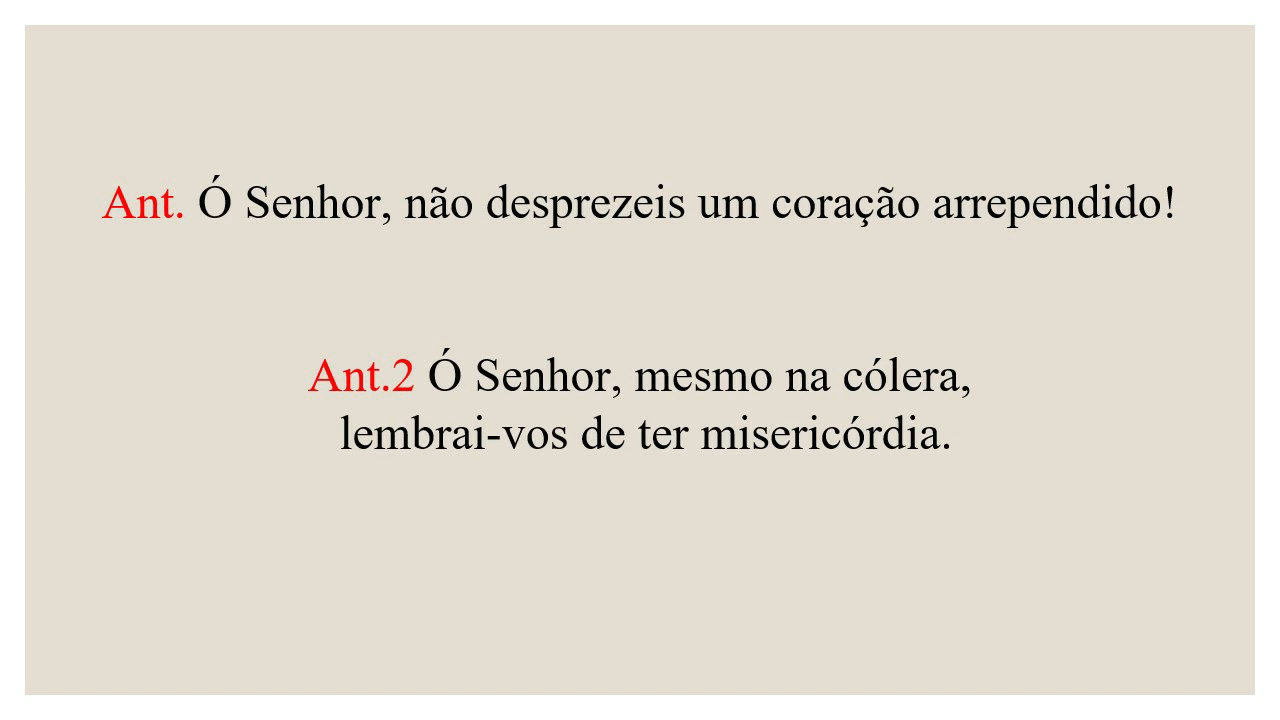 Ant. Ó Senhor, não desprezeis um coração arrependido!
Ant.2 Ó Senhor, mesmo na cólera,
lembrai-vos de ter misericórdia.